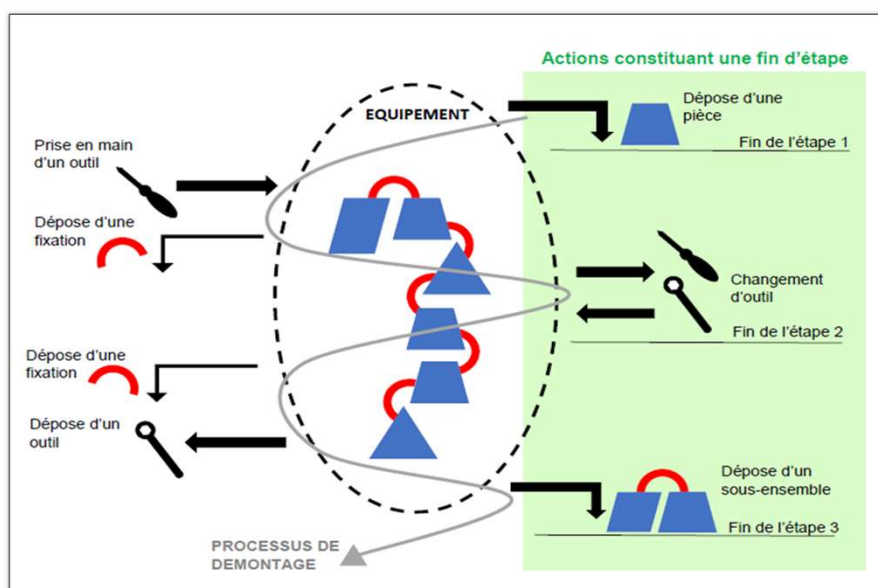 Actions constituant une fin d'étape
EQUIPEMENT
Dépose d'une
pièce
Fin de l'étape 1
Prise en main
d'un outil
Dépose d'une
fixation
Changement
d'outil
Fin de l'étape 2
Dépose d'une
fixation
Dépose d'un
outil
Dépose d'un
sous-ensemble
Fin de l'étape 3
PROCESSUS DE
DEMONTAGE